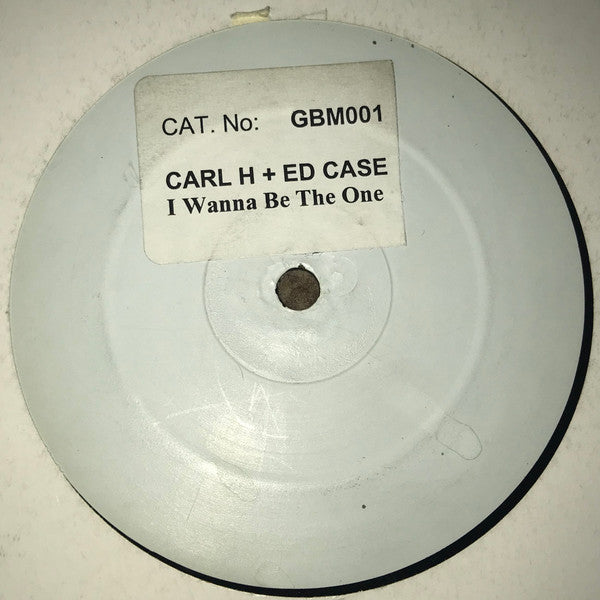 CAT. No: GBM001
CARL H + ED CASE
I Wanna Be The One